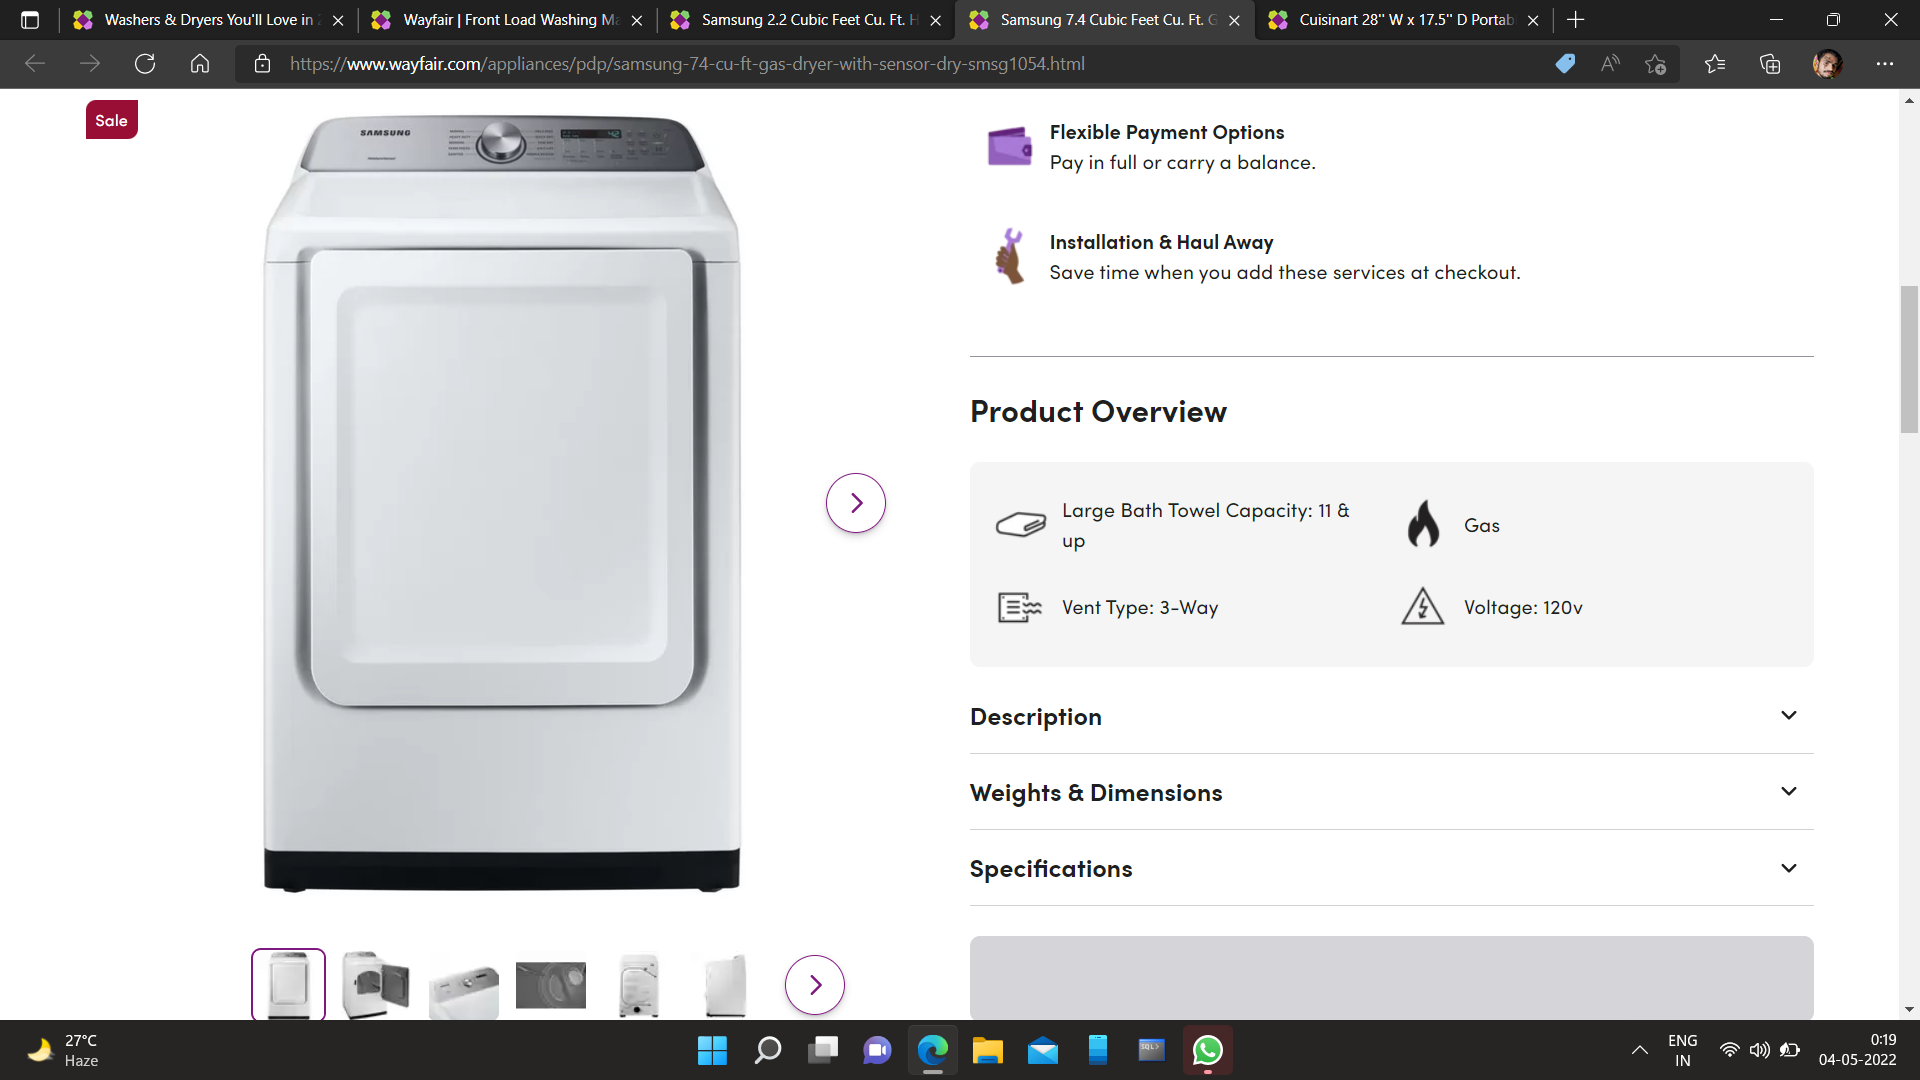 Washers & Dryers You'll Love in 2
Wayfair | Front Load Washing Ma
Samsung 2.2 Cubic Feet Cu. Ft. H
Samsung 7.4 Cubic Feet Cu. Ft. G
Cuisinart 28'' W x 17.5'' D Portab
https://www.wayfair.com/appliances/pdp/samsung-74-cu-ft-gas-dryer-with-sensor-dry-smsg1054.html
Sale
SAMSUNG
42
Flexible Payment Options
Pay in full or carry a balance.
Installation & Haul Away
Save time when you add these services at checkout.
Product Overview
Large Bath Towel Capacity: 11 &
up
Gas
Vent Type: 3-Way
Voltage: 120v
Description
Weights & Dimensions
Specifications
27°C
Haze
SQL>
ENG
IN
0:19
04-05-2022